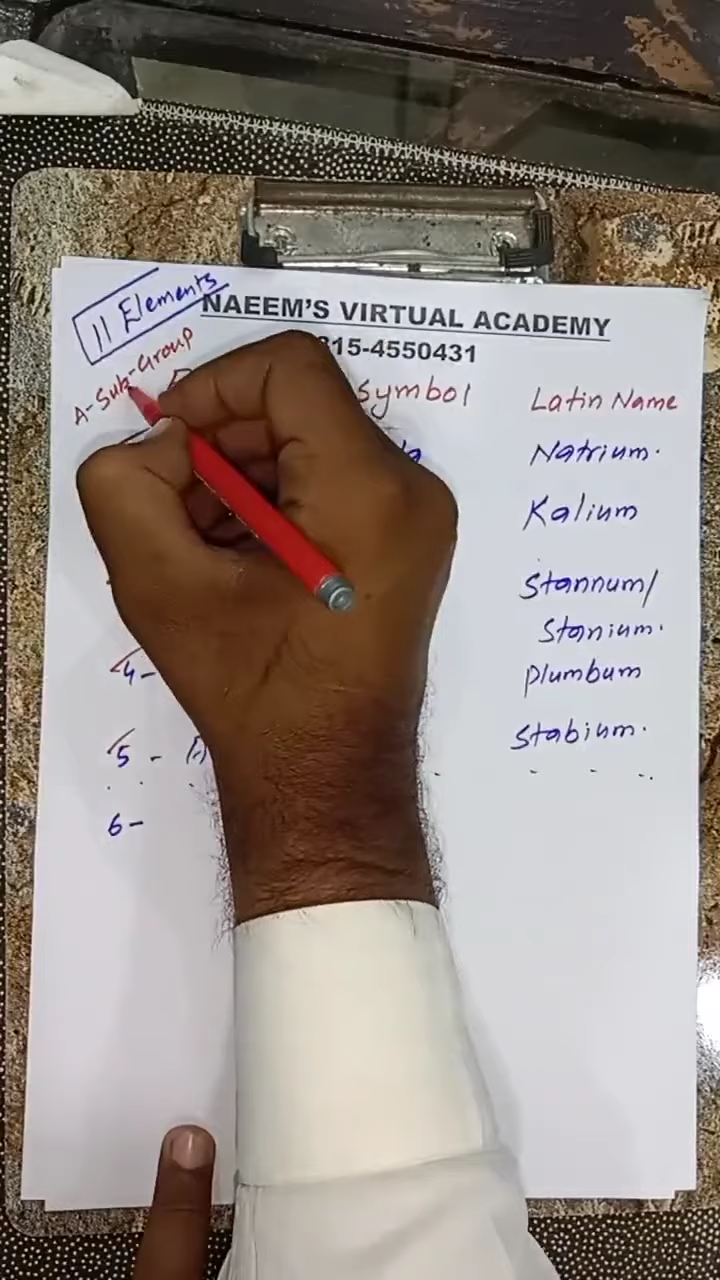 11 Elements
NAEEM'S VIRTUAL ACADEMY
315-4550431
A-Sub-Group
symbol Latin Name
Natrium.
Kalium
Stannum/
Stanium.
4- Plumbum
5 - Stabium.
6-